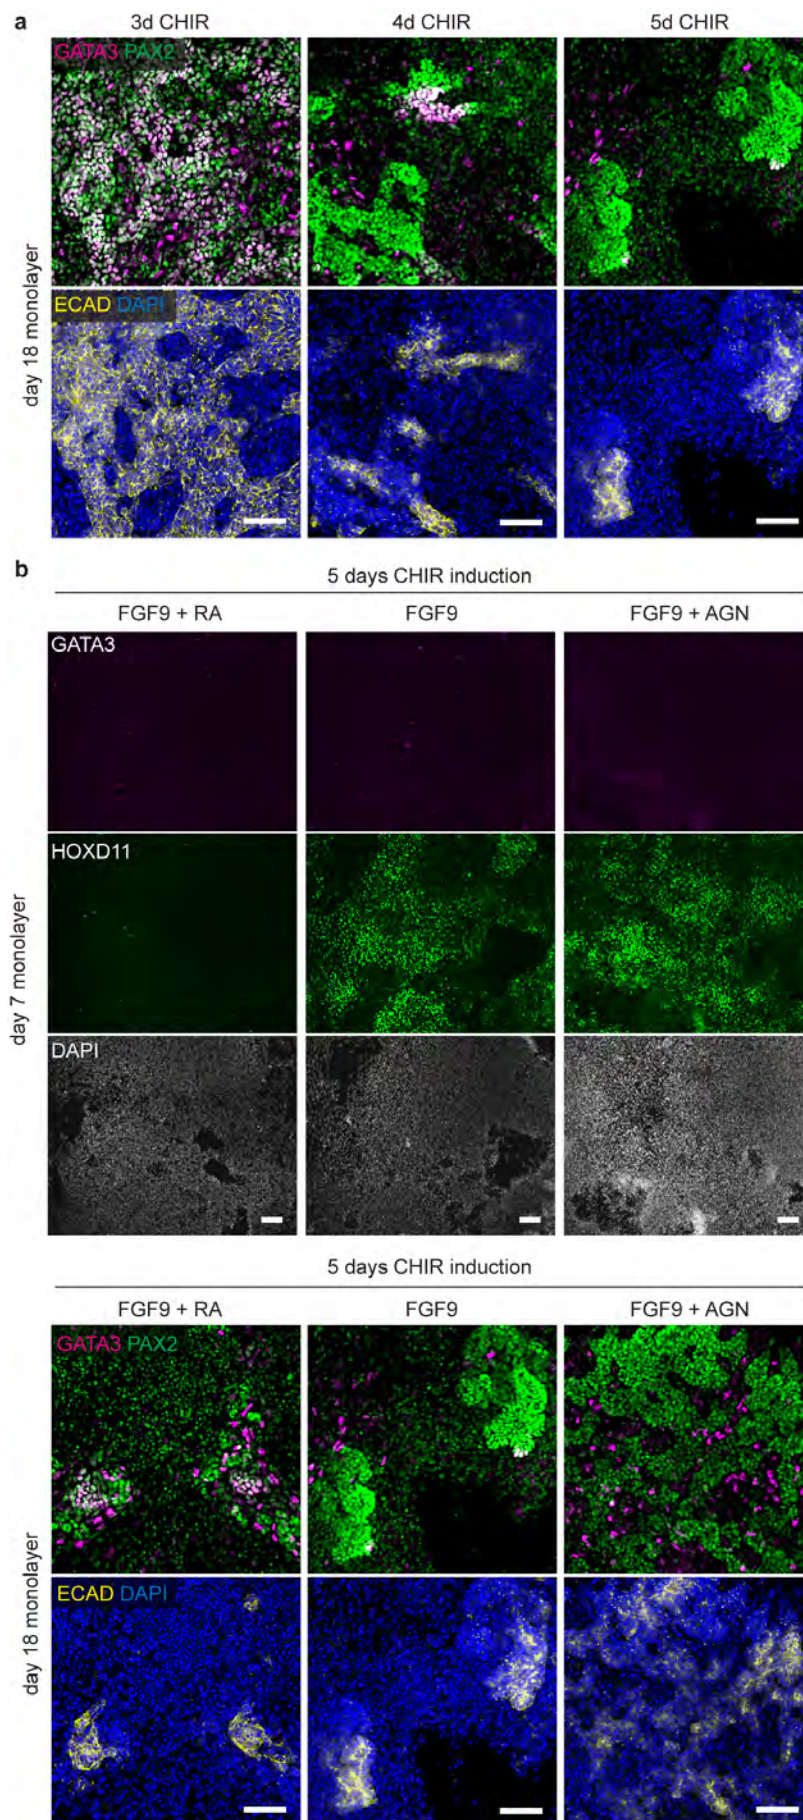 a
3d CHIR 4d CHIR 5d CHIR
GATA3 PAX2
day 18 monolayer
ECAD DAPI
b
5 days CHIR induction
FGF9 + RA FGF9 FGF9 + AGN
GATA3
day 7 monolayer
HOXD11
DAPI
5 days CHIR induction
FGF9 + RA FGF9 FGF9 + AGN
GATA3 PAX2
day 18 monolayer
ECAD DAPI